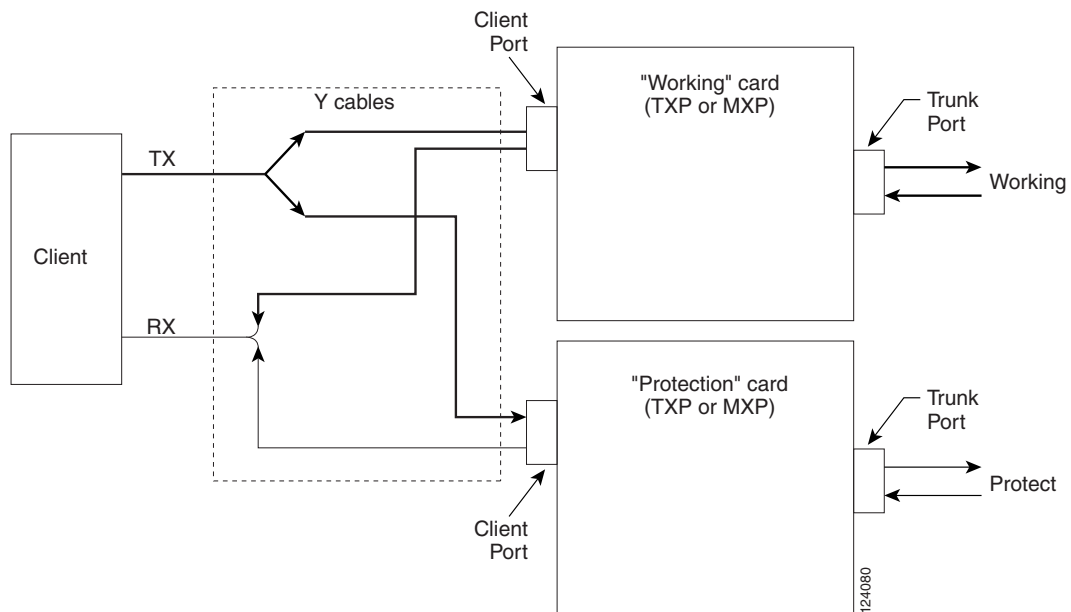 Client
Port
"Working" card
(TXP or MXP)
Y cables
Trunk
Port
TX
Working
Client
RX
"Protection" card
(TXP or MXP)
Trunk
Port
Protect
Client
Port
124080